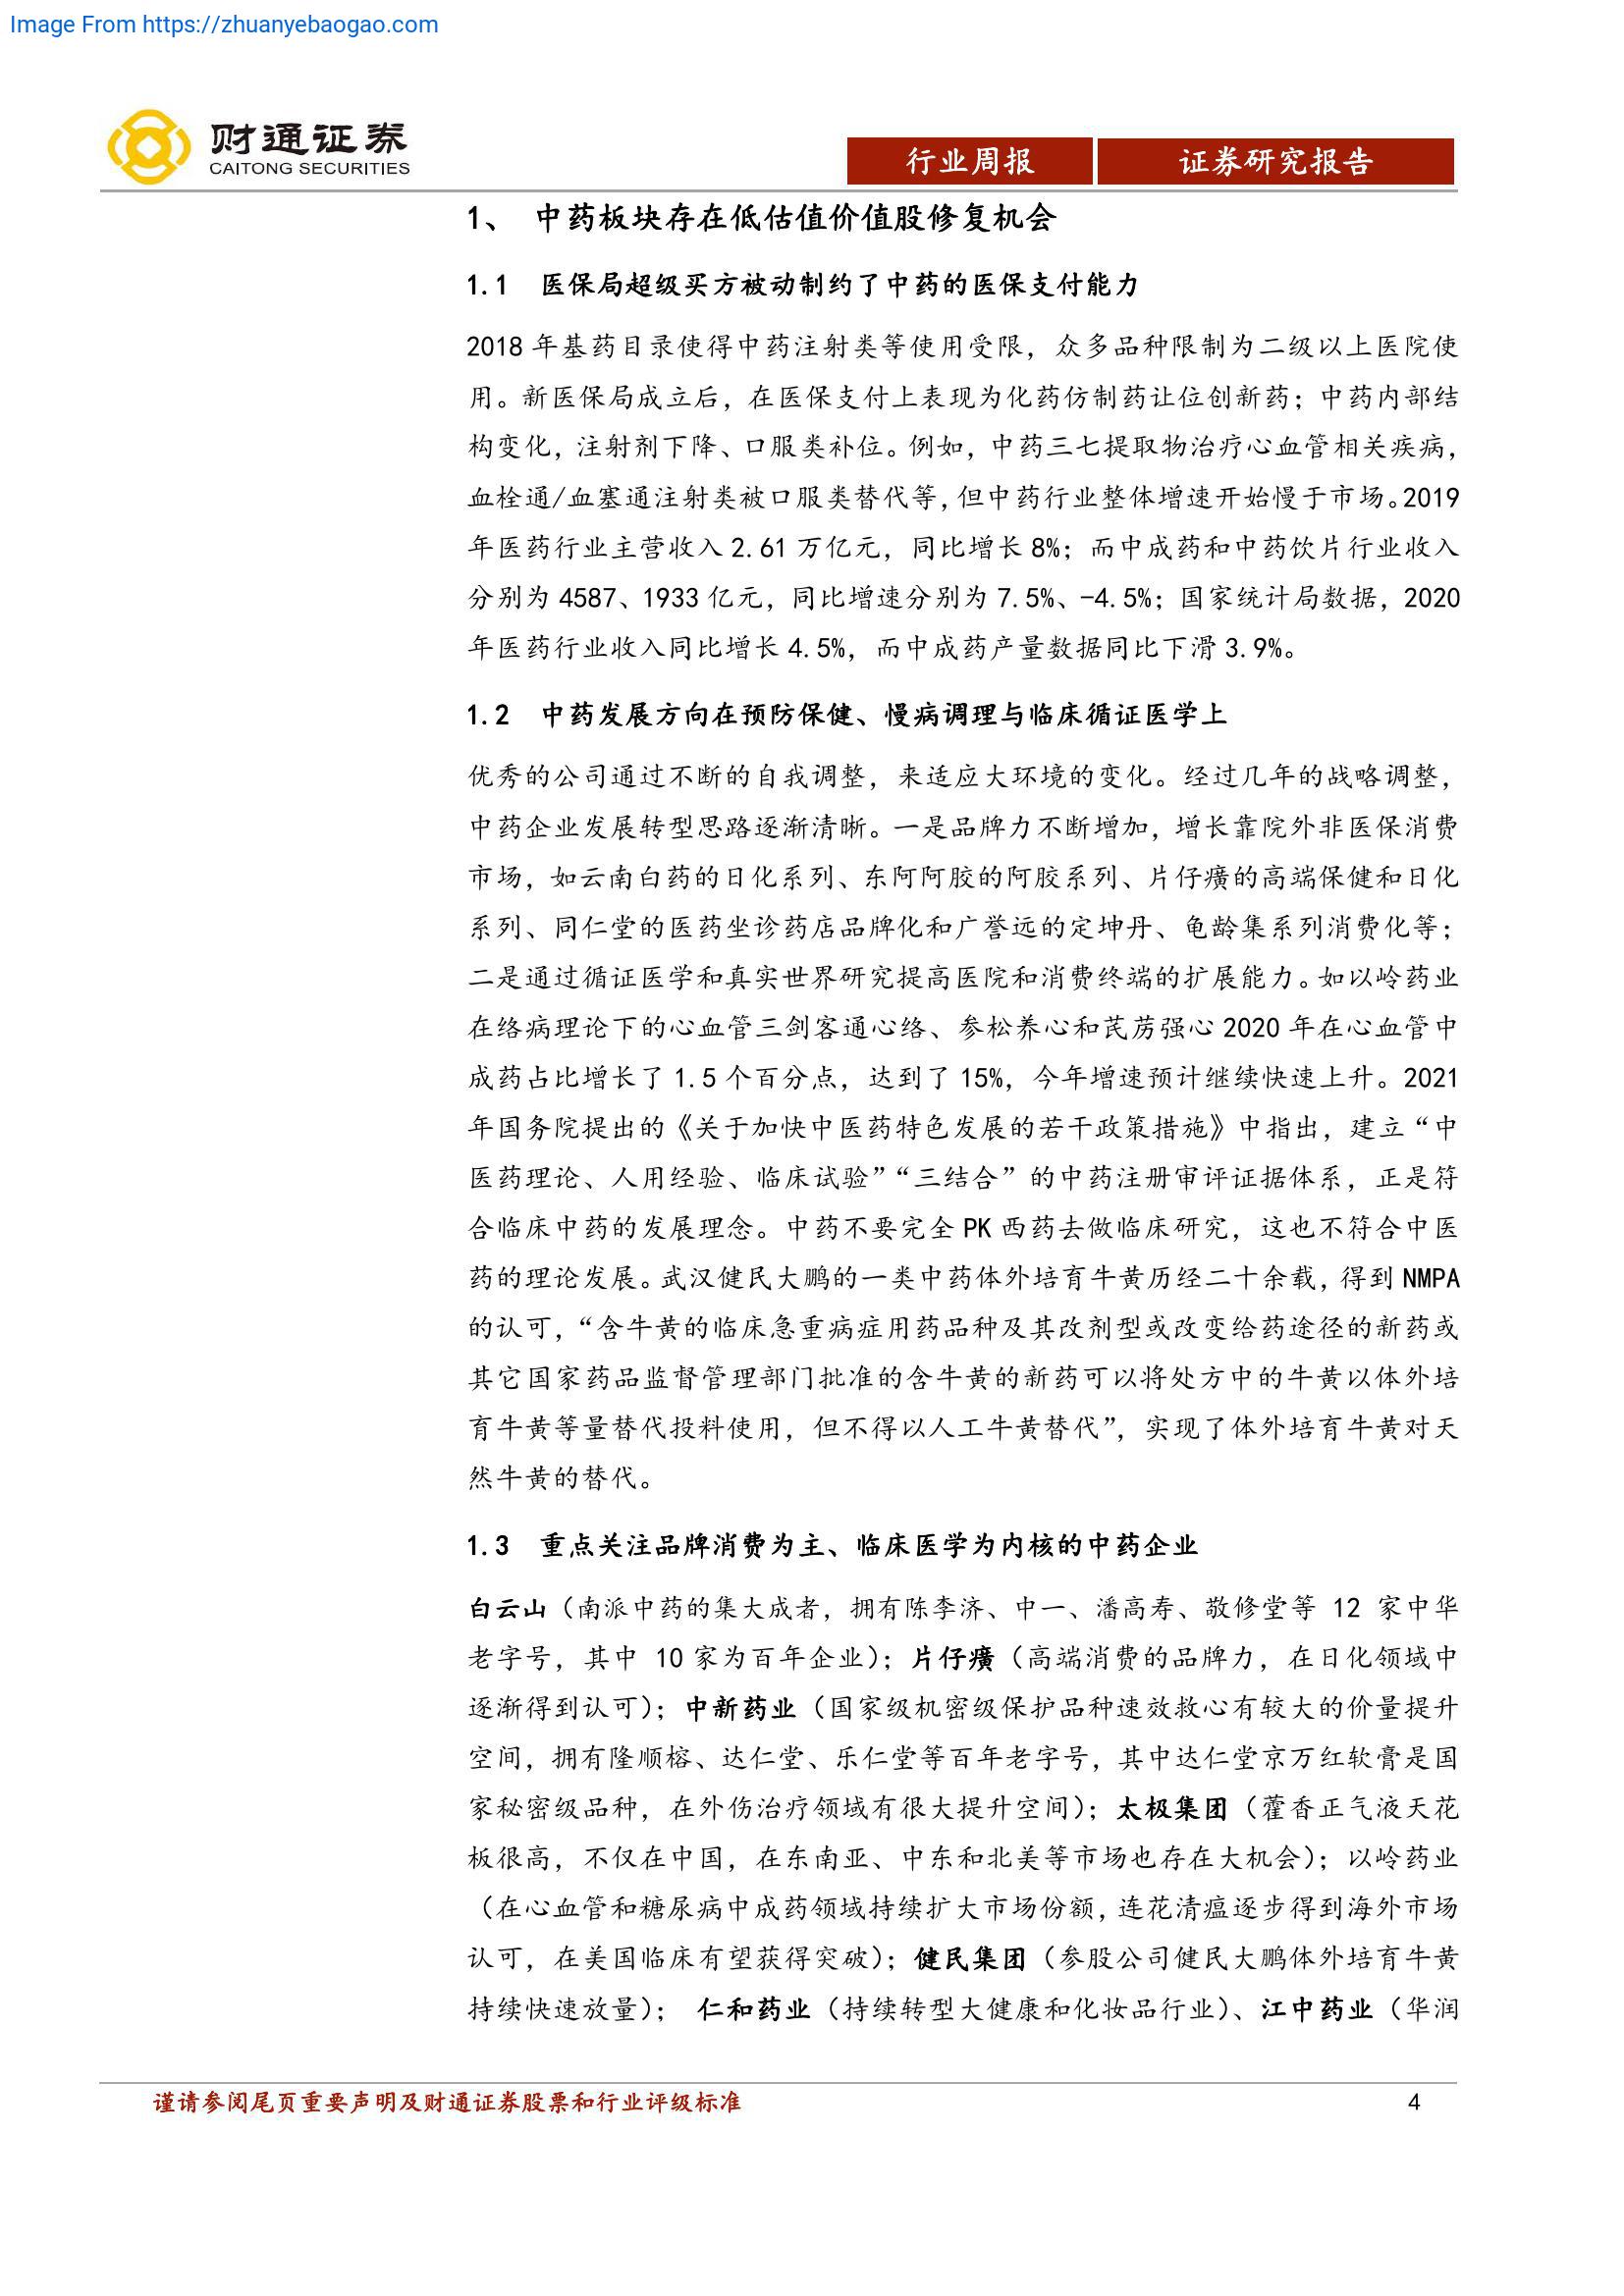 Image From https://zhuanyebaogao.com
财通证券
CAITONG SECURITIES
行业周报
证券研究报告
1、 中药板块存在低估值价值股修复机会
1.1 医保局超级买方被动制约了中药的医保支付能力
2018 年基药目录使得中药注射类等使用受限，众多品种限制为二级以上医院使
用。新医保局成立后，在医保支付上表现为化药仿制药让位创新药；中药内部结
构变化，注射剂下降、口服类补位。例如，中药三七提取物治疗心血管相关疾病，
血栓通/血塞通注射类被口服类替代等，但中药行业整体增速开始慢于市场。2019
年医药行业主营收入 2.61 万亿元，同比增长 8%；而中成药和中药饮片行业收入
分别为 4587、1933 亿元，同比增速分别为 7.5%、-4.5%；国家统计局数据，2020
年医药行业收入同比增长 4.5%，而中成药产量数据同比下滑 3.9%。
1.2 中药发展方向在预防保健、慢病调理与临床循证医学上
优秀的公司通过不断的自我调整，来适应大环境的变化。经过几年的战略调整，
中药企业发展转型思路逐渐清晰。一是品牌力不断增加，增长靠院外非医保消费
市场，如云南白药的日化系列、东阿阿胶的阿胶系列、片仔癀的高端保健和日化
系列、同仁堂的医药坐诊药店品牌化和广誉远的定坤丹、龟龄集系列消费化等；
二是通过循证医学和真实世界研究提高医院和消费终端的扩展能力。如以岭药业
在络病理论下的心血管三剑客通心络、参松养心和芪苈强心 2020 年在心血管中
成药占比增长了 1.5 个百分点，达到了 15%，今年增速预计继续快速上升。2021
年国务院提出的《关于加快中医药特色发展的若干政策措施》中指出，建立“中
医药理论、人用经验、临床试验”“三结合”的中药注册审评证据体系，正是符
合临床中药的发展理念。中药不要完全 PK 西药去做临床研究，这也不符合中医
药的理论发展。武汉健民大鹏的一类中药体外培育牛黄历经二十余载，得到 NMPA
的认可，“含牛黄的临床急重病症用药品种及其改剂型或改变给药途径的新药或
其它国家药品监督管理部门批准的含牛黄的新药可以将处方中的牛黄以体外培
育牛黄等量替代投料使用，但不得以人工牛黄替代”，实现了体外培育牛黄对天
然牛黄的替代。
1.3 重点关注品牌消费为主、临床医学为内核的中药企业
白云山（南派中药的集大成者，拥有陈李济、中一、潘高寿、敬修堂等 12 家中华
老字号，其中 10 家为百年企业）；片仔癀（高端消费的品牌力，在日化领域中
逐渐得到认可）；中新药业（国家级机密级保护品种速效救心有较大的价量提升
空间，拥有隆顺榕、达仁堂、乐仁堂等百年老字号，其中达仁堂京万红软膏是国
家秘密级品种，在外伤治疗领域有很大提升空间）；太极集团（藿香正气液天花
板很高，不仅在中国，在东南亚、中东和北美等市场也存在大机会）；以岭药业
（在心血管和糖尿病中成药领域持续扩大市场份额，连花清瘟逐步得到海外市场
认可，在美国临床有望获得突破）；健民集团（参股公司健民大鹏体外培育牛黄
持续快速放量）； 仁和药业（持续转型大健康和化妆品行业）、江中药业（华润
谨请参阅尾页重要声明及财通证券股票和行业评级标准
4